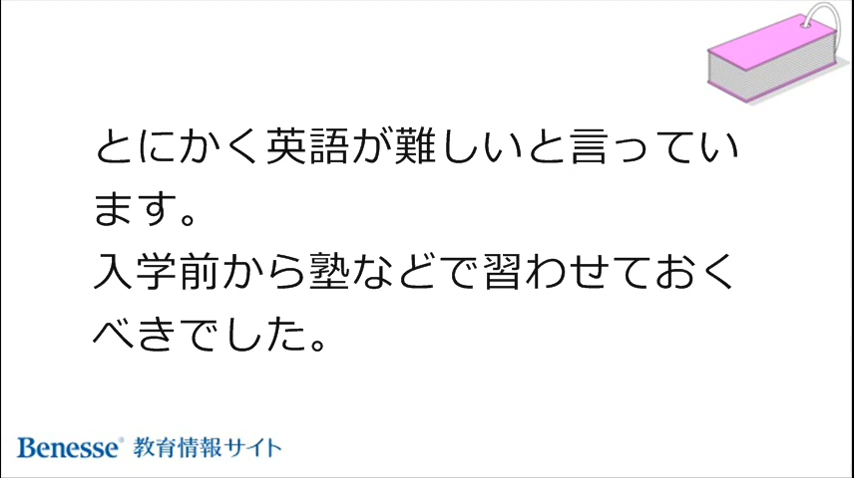 とにかく英語が難しいと言ってい
ます。
入学前から塾などで習わせておく
べきでした。
Benesse® 教育情報サイト